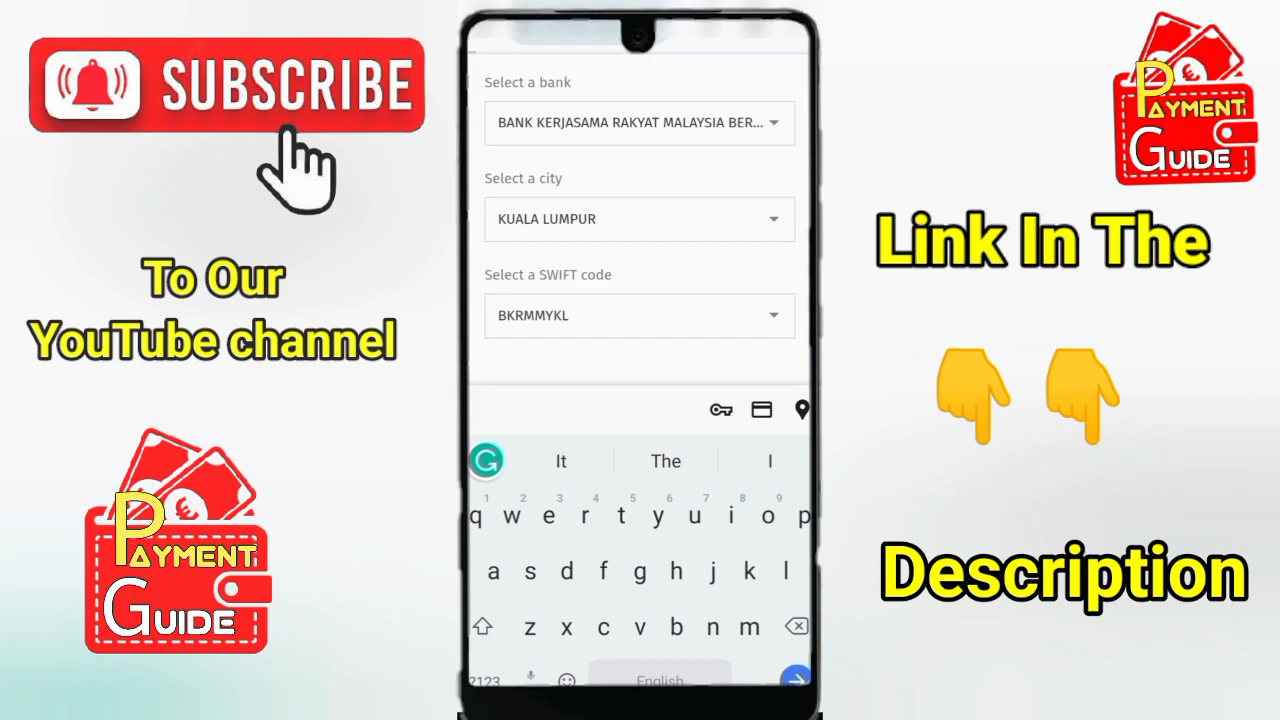 SUBSCRIBE
To Our
YouTube channel
PAYMENT
GUIDE
Select a bank
BANK KERJASAMA RAKYAT MALAYSIA BER...
Select a city
KUALA LUMPUR
Select a SWIFT code
BKRMMYKL
It The I
1 2 3 4 5 6 7 8 9
q w e r t y u i o p
a s d f g h j k l
z x c v b n m
?123 English
PAYMENT
GUIDE
Link In The
Description